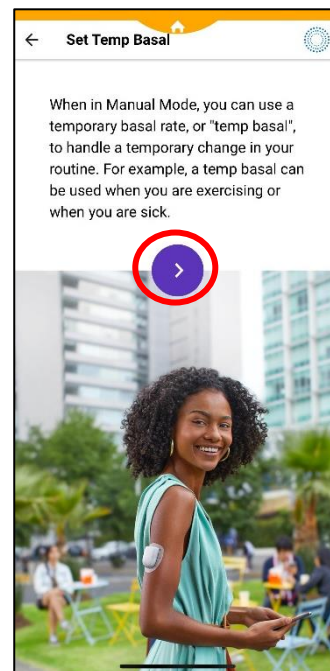 Set Temp Basal
When in Manual Mode, you can use a
temporary basal rate, or "temp basal",
to handle a temporary change in your
routine. For example, a temp basal can
be used when you are exercising or
when you are sick.